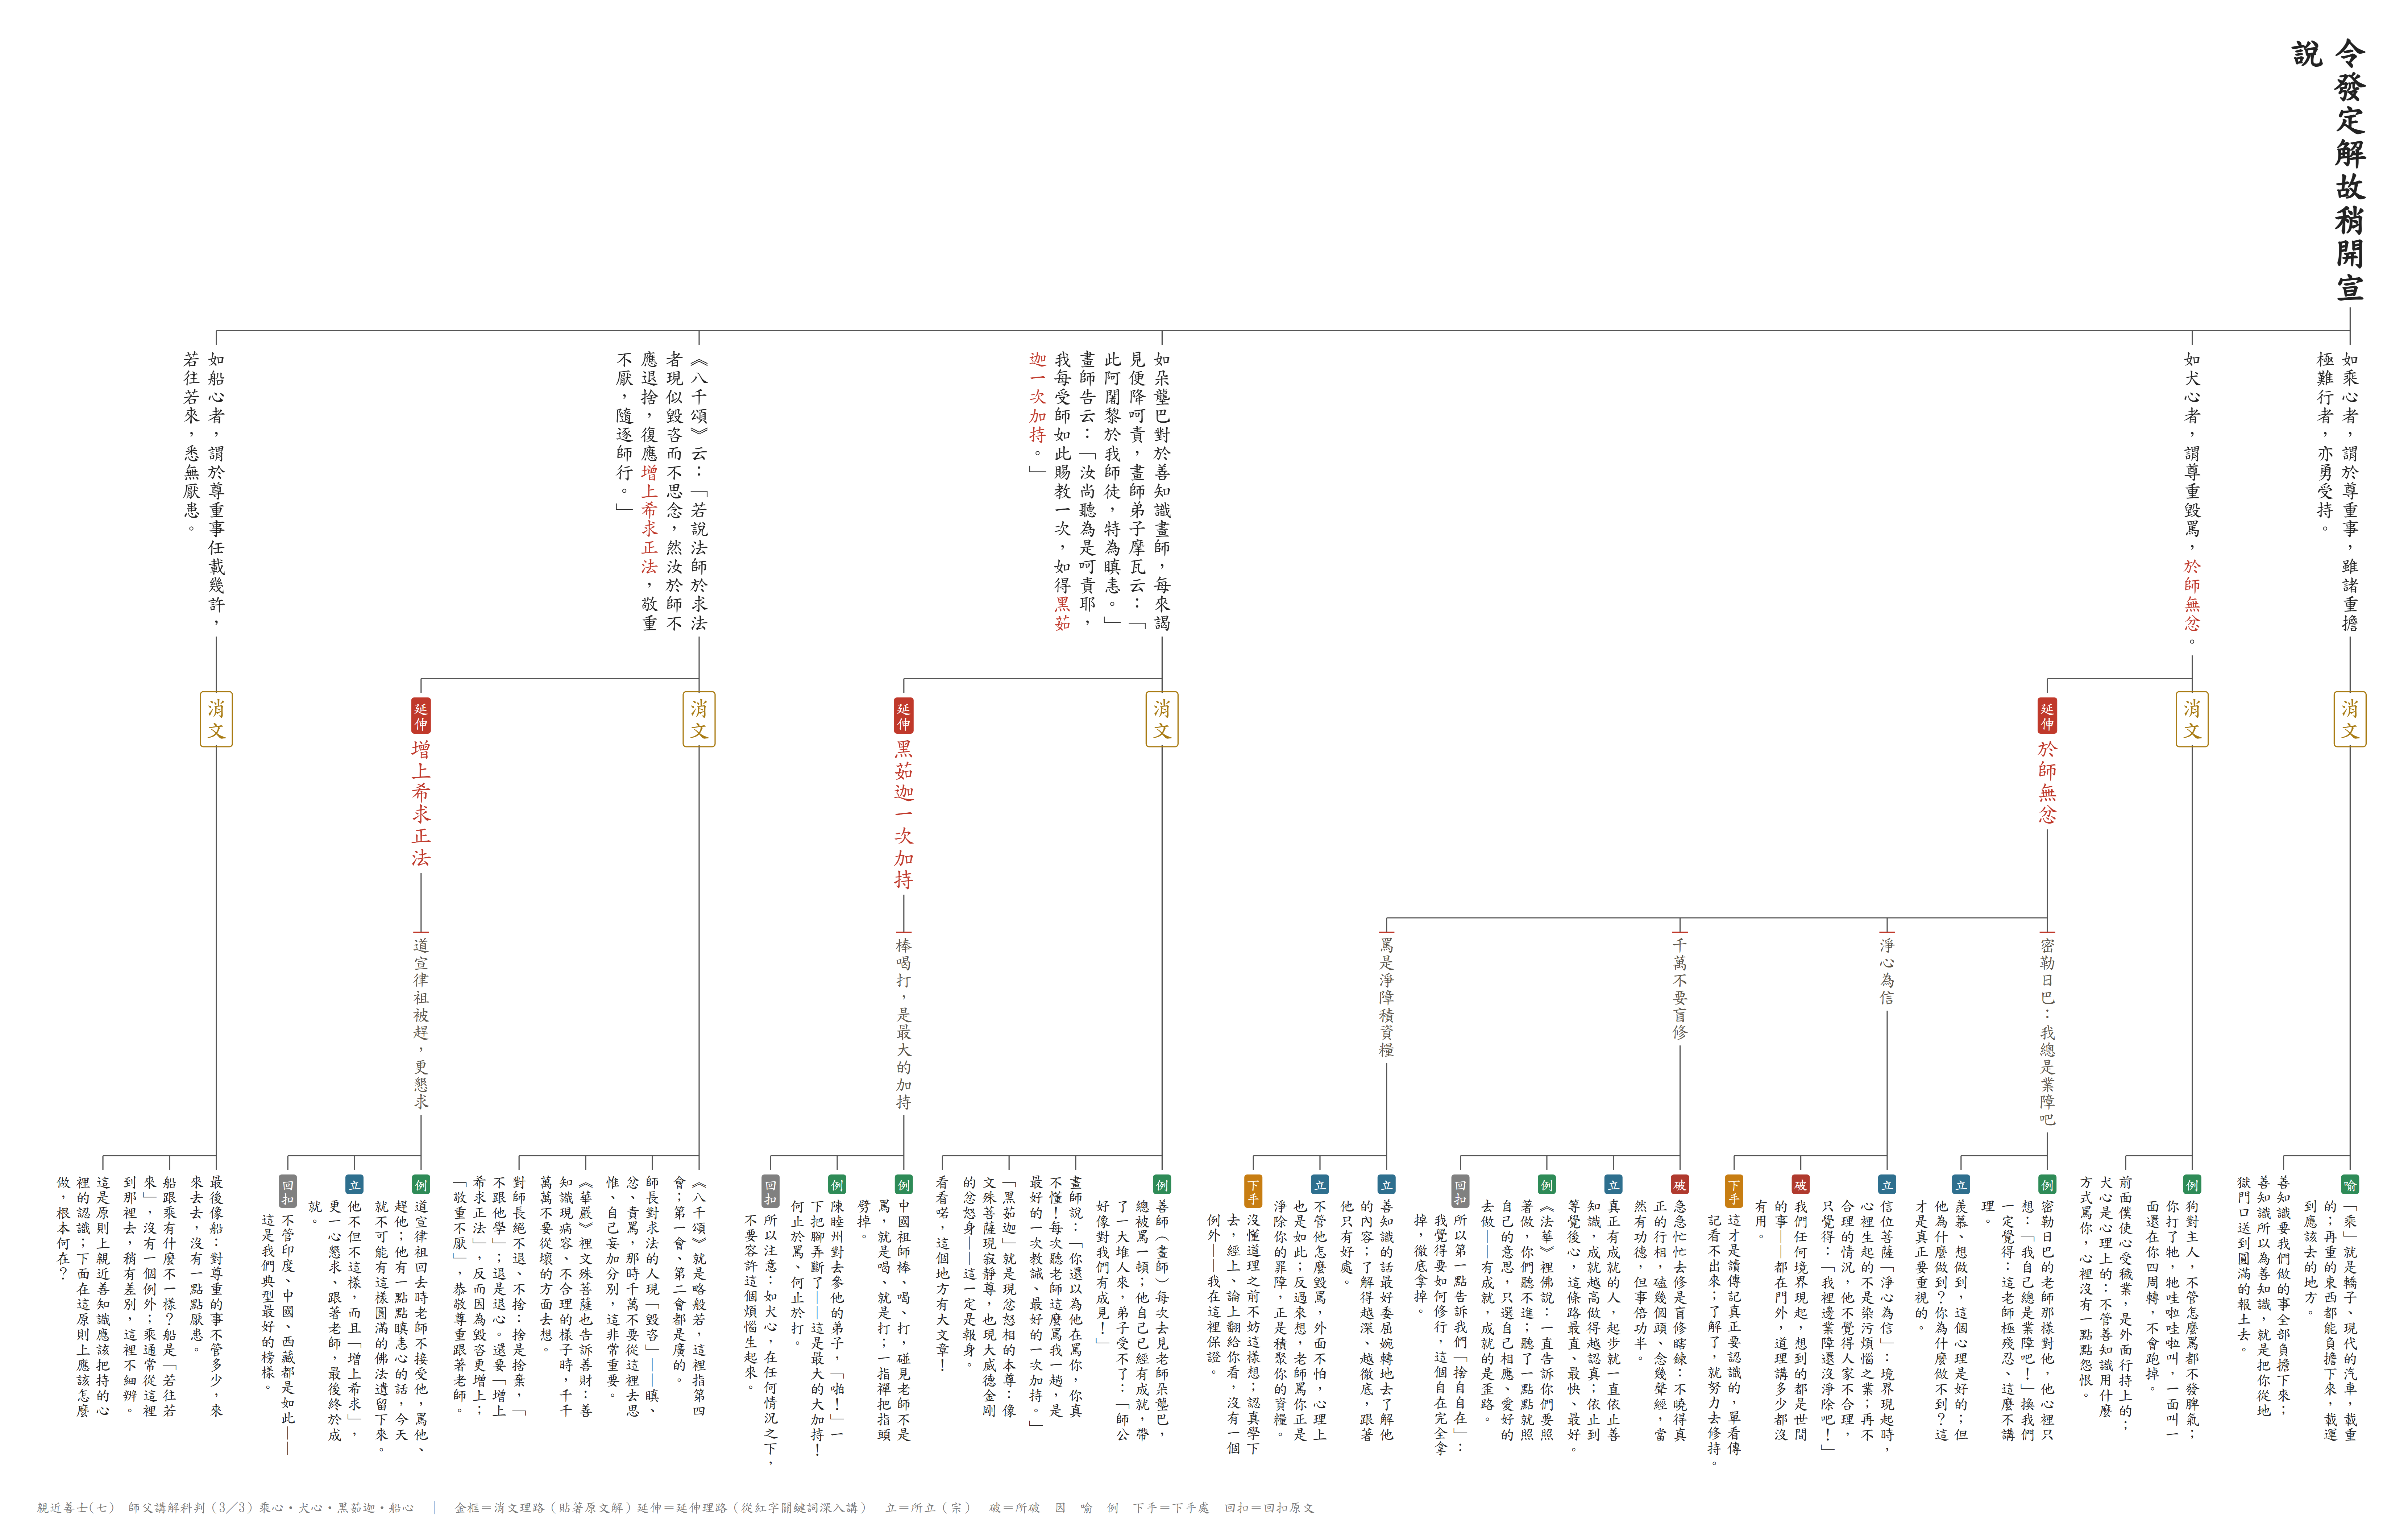 令發定解故稍開宣
說
如乘心者，謂於尊重事，雖諸重擔
極難行者，亦勇受持。
消文
喻
「乘」就是轎子、現代的汽車，載重
的；再重的東西都能負擔下來，載運
到應該去的地方。
善知識要我們做的事全部負擔下來；
善知識所以為善知識，就是把你從地
獄門口送到圓滿的報土去。
如犬心者，謂尊重毀罵，於師無忿。
消文
例
狗對主人，不管怎麼罵都不發脾氣；
你打了牠，牠哇啦哇啦叫，一面叫一
面還在你四周轉，不會跑掉。
前面僕使心受穢業，是外面行持上的；
犬心是心理上的：不管善知識用什麼
方式罵你，心裡沒有一點點怨恨。
延伸
於師無忿
密勒日巴：我總是業障吧
例
密勒日巴的老師那樣對他，他心裡只
想：「我自己總是業障吧！」換我們
一定覺得：這老師極殘忍、這麼不講
理。
立
羨慕、想做到，這個心理是好的；但
他為什麼做到？你為什麼做不到？這
才是真正要重視的。
淨心為信
立
信位菩薩「淨心為信」：境界現起時，
心裡生起的不是染污煩惱之業；再不
合理的情況，他不覺得人家不合理，
只覺得：「我裡邊業障還沒淨除吧！」
破
我們任何境界現起，想到的都是世間
的事——都在門外，道理講多少都沒
有用。
下手
這才是讀傳記真正要認識的，單看傳
記看不出來；了解了，就努力去修持。
千萬不要盲修
破
急急忙忙去修是盲修瞎鍊：不曉得真
正的行相，磕幾個頭、念幾聲經，當
然有功德，但事倍功半。
立
真正有成就的人，起步就一直依止善
知識，成就越高做得越認真；依止到
等覺後心，這條路最直、最快、最好。
例
《法華》裡佛說：一直告訴你們要照
著做，你們聽不進；聽了一點點就照
自己的意思，只選自己相應、愛好的
去做——有成就，成就的是歪路。
回扣
所以第一點告訴我們「捨自在」：
我覺得要如何修行，這個自在完全拿
掉，徹底拿掉。
罵是淨障積資糧
立
善知識的話最好委屈婉轉地去了解他
的內容；了解得越深、越徹底，跟著
他只有好處。
立
不管他怎麼毀罵，外面不怕，心理上
也是如此；反過來想，老師罵你正是
淨除你的罪障，正是積聚你的資糧。
下手
沒懂道理之前不妨這樣想；認真學下
去，經上、論上翻給你看，沒有一個
例外——我在這裡保證。
如朵壟巴對於善知識畫師，每來謁
見便降呵責，畫師弟子摩瓦云：「
此阿闍黎於我師徒，特為瞋恚。」
畫師告云：「汝尚聽為是呵責耶，
我每受師如此賜教一次，如得黑茹
迦一次加持。」
消文
例
善師（畫師）每次去見老師朵壟巴，
總被罵一頓；他自己已經有成就，帶
了一大堆人來，弟子受不了：「師公
好像對我們有成見！」
畫師說：「你還以為他在罵你，你真
不懂！每次聽老師這麼罵我一趟，是
最好的一次教誡、最好的一次加持。」
「黑茹迦」就是現忿怒相的本尊：像
文殊菩薩現寂靜尊，也現大威德金剛
的忿怒身——這一定是報身。
看看喏，這個地方有大文章！
延伸
黑茹迦一次加持
棒喝打，是最大的加持
例
中國祖師棒、喝、打，碰見老師不是
罵，就是喝、就是打；一指禪把指頭
劈掉。
例
陳睦州對去參他的弟子，「啪！」一
下把腳弄斷了——這是最大的大加持！
何止於罵、何止於打。
回扣
所以注意：如犬心，在任何情況之下，
不要容許這個煩惱生起來。
《八千頌》云：「若說法師於求法
者現似毀咨而不思念，然汝於師不
應退捨，復應增上希求正法，敬重
不厭，隨逐師行。」
消文
《八千頌》就是略般若，這裡指第四
會；第一會、第二會都是廣的。
師長對求法的人現「毀咨」——瞋、
忿、責罵，那時千萬不要從這裡去思
惟、自己妄加分別，這非常重要。
《華嚴》裡文殊菩薩也告訴善財：善
知識現病容、不合理的樣子時，千千
萬萬不要從壞的方面去想。
對師長絕不退、不捨：捨是捨棄，「
不跟他學」；退是退心。還要「增上
希求正法」，反而因為毀咨更增上；
「敬重不厭」，恭敬尊重跟著老師。
延伸
增上希求正法
道宣律祖被趕，更懇求
例
道宣律祖回去時老師不接受他，罵他、
趕他；他有一點點瞋恚心的話，今天
就不可能有這樣圓滿的佛法遺留下來。
立
他不但不這樣，而且「增上希求」，
更一心懇求、跟著老師，最後終於成
就。
回扣
不管印度、中國、西藏都是如此——
這是我們典型最好的榜樣。
如船心者，謂於尊重事任載幾許，
若往若來，悉無厭患。
消文
最後像船：對尊重的事不管多少，來
來去去，沒有一點點厭患。
船跟乘有什麼不一樣？船是「若往若
來」，沒有一個例外；乘通常從這裡
到那裡去，稍有差別，這裡不細辨。
這是原則上親近善知識應該把持的心
裡的認識；下面在這原則上應該怎麼
做，根本何在？
親近善士（七）　師父講解科判（3／3）乘心・犬心・黑茹迦・船心　｜　金框＝消文理路（貼著原文解）延伸＝延伸理路（從紅字關鍵詞深入講）　立＝所立（宗）　破＝所破　因　喻　例　下手＝下手處　回扣＝回扣原文